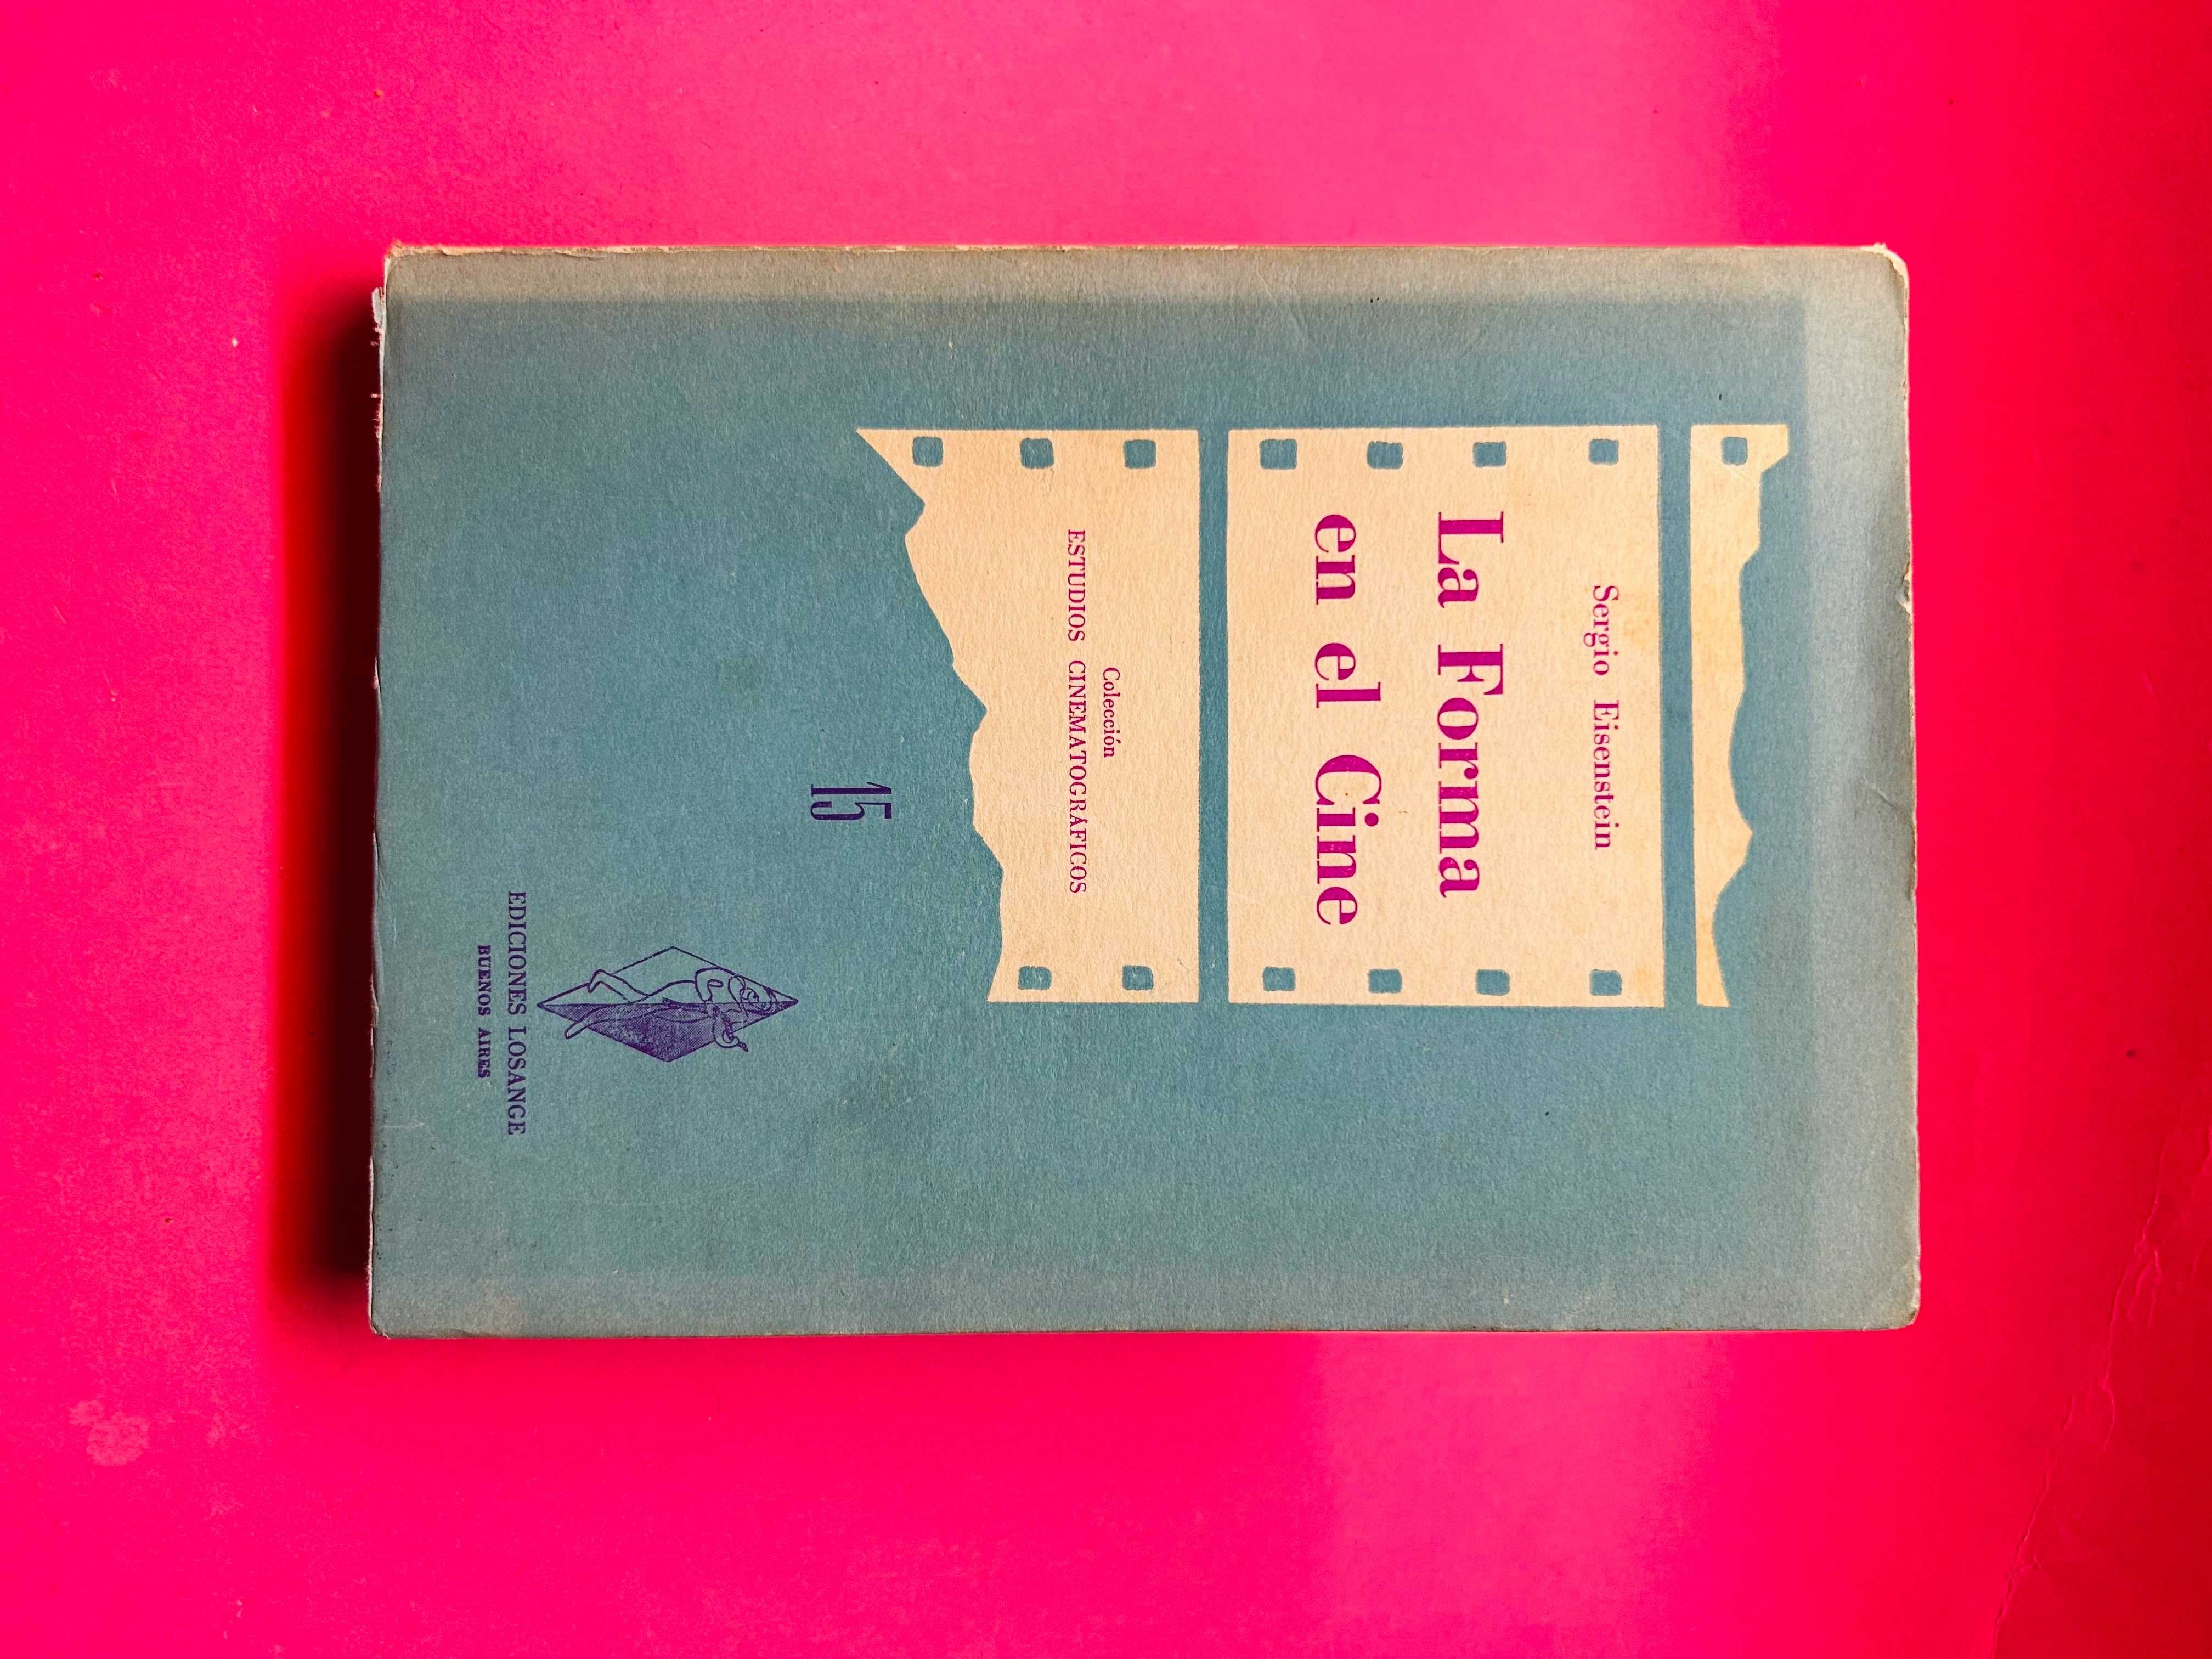 Sergio Eisenstein
La Forma
en el Cine
Colección
ESTUDIOS CINEMATOGRÁFICOS
15
EDICIONES LOSANGE
BUENOS AIRES